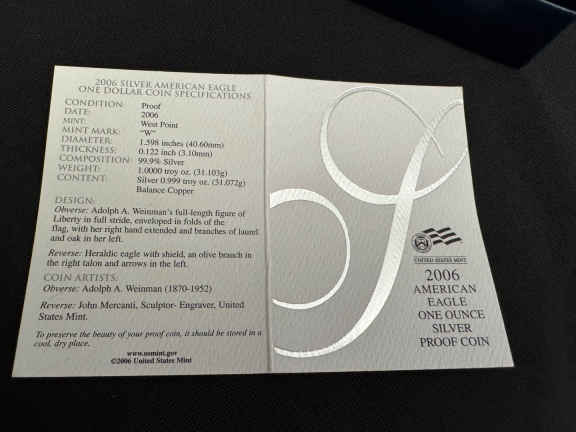 2006 SILVER AMERICAN EAGLE
ONE DOLLAR COIN SPECIFICATIONS
CONDITION: Proof
DATE: 2006
MINT: West Point
MINT MARK: "W"
DIAMETER: 1.598 inches (40.60mm)
THICKNESS: 0.122 inch (3.10mm)
COMPOSITION: 99.9% Silver
WEIGHT: 1.0000 troy oz. (31.103g)
CONTENT: Silver 0.999 troy oz. (31.072g)
Balance Copper
DESIGN:
Obverse: Adolph A. Weinman's full-length figure of
Liberty in full stride, enveloped in folds of the
flag, with her right hand extended and branches of laurel
and oak in her left.
Reverse: Heraldic eagle with shield, an olive branch in
the right talon and arrows in the left.
COIN ARTISTS:
Obverse: Adolph A. Weinman (1870-1952)
Reverse: John Mercanti, Sculptor- Engraver, United
States Mint.
To preserve the beauty of your proof coin, it should be stored in a
cool, dry place.
www.usmint.gov
©2006 United States Mint
UNITED STATES MINT
2006
AMERICAN
EAGLE
ONE OUNCE
SILVER
PROOF COIN